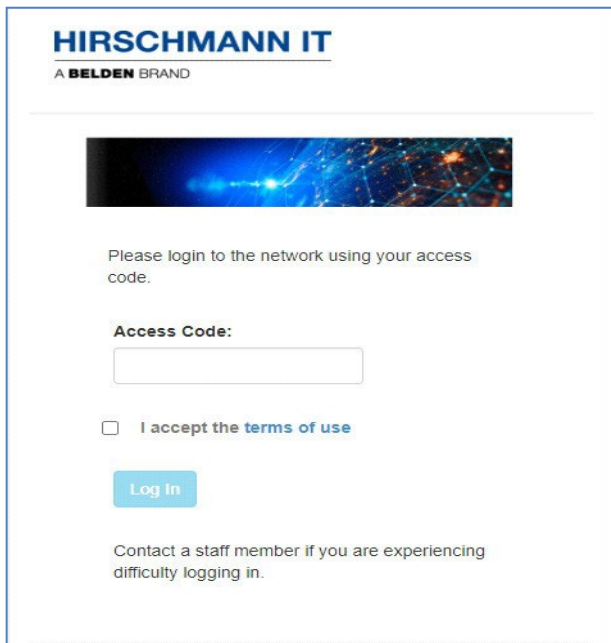 HIRSCHMANN IT
A BELDEN BRAND
Please login to the network using your access
code.
Access Code:
I accept the terms of use
Log In
Contact a staff member if you are experiencing
difficulty logging in.